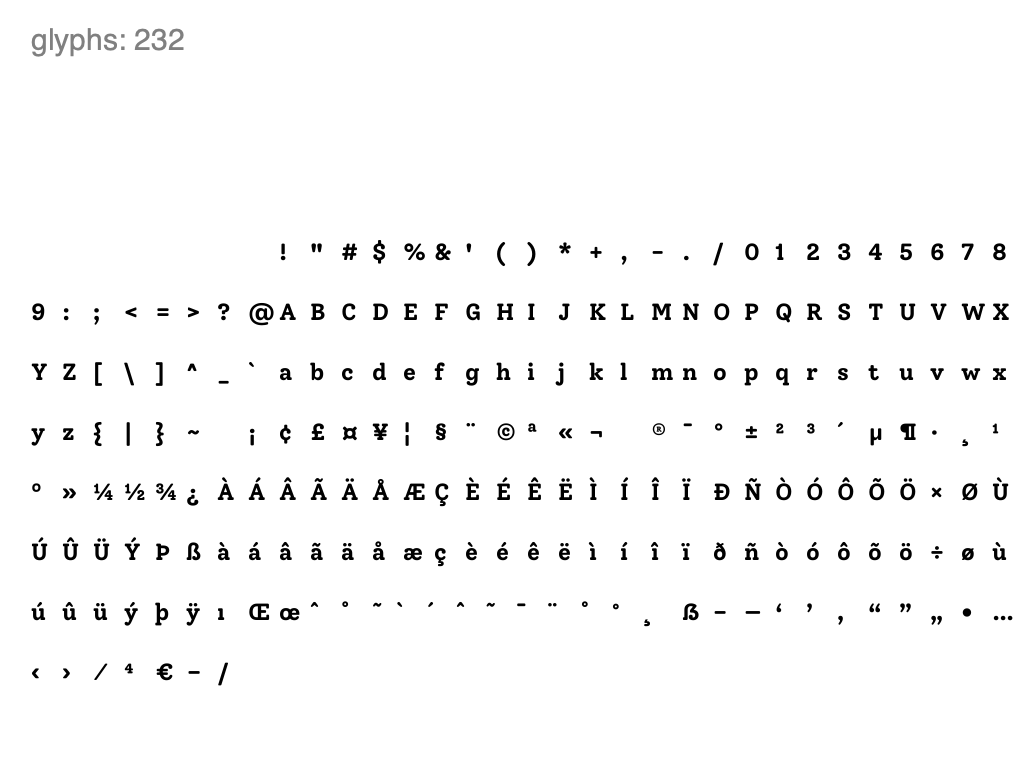 glyphs: 232
! " # $ % & ' ( ) * + , - . / 0 1 2 3 4 5 6 7 8
9 : ; < = > ? @ A B C D E F G H I J K L M N O P Q R S T U V W X
Y Z [ \ ] ^ _ ` a b c d e f g h i j k l m n o p q r s t u v w x
y z { | } ~ ¡ ¢ £ ¤ ¥ ¦ § ¨ © ª « ¬ ® ¯ ° ± ² ³ ´ µ ¶ · ¸ ¹
º » ¼ ½ ¾ ¿ À Á Â Ã Ä Å Æ Ç È É Ê Ë Ì Í Î Ï Ð Ñ Ò Ó Ô Õ Ö × Ø Ù
Ú Û Ü Ý Þ ß à á â ã ä å æ ç è é ê ë ì í î ï ð ñ ò ó ô õ ö ÷ ø ù
ú û ü ý þ ÿ ı Œ œ ˆ ˚ ˜ ` ´ ˆ ˜ ¯ ¨ ˚ ° ¸ ẞ – — ‘ ’ ‚ “ ” „ • …
‹ › ⁄ ⁴ € − ∕